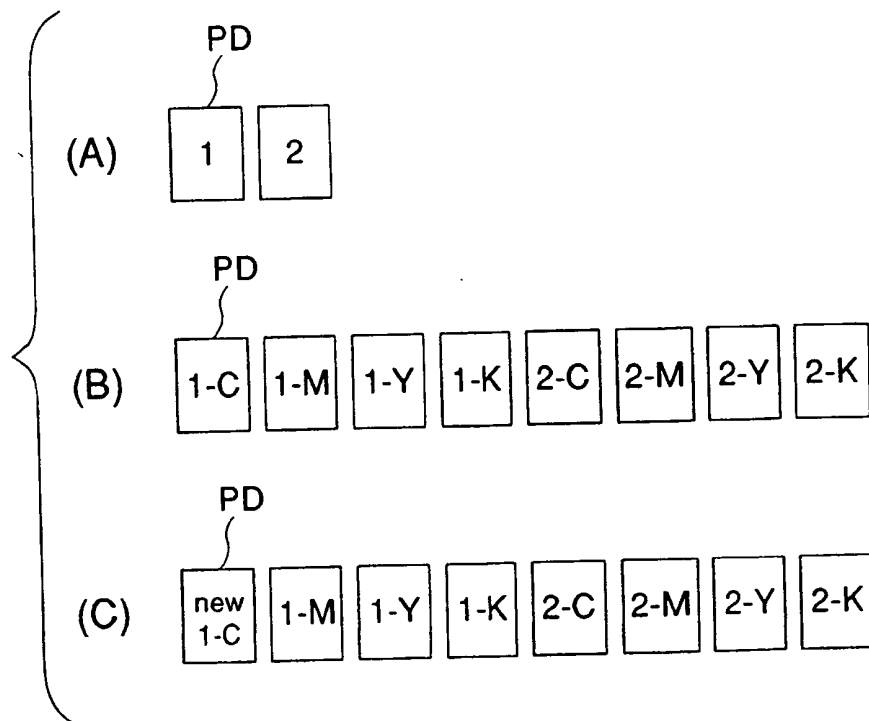 PD
(A) 1 2
PD
(B) 1-C 1-M 1-Y 1-K 2-C 2-M 2-Y 2-K
PD
(C) new 1-C 1-M 1-Y 1-K 2-C 2-M 2-Y 2-K